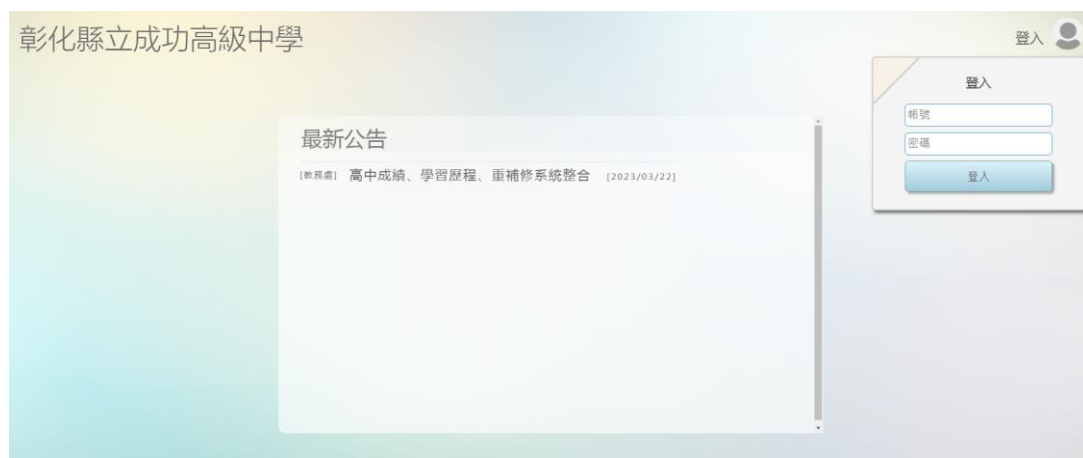 彰化縣立成功高級中學
登入
登入
帳號
密碼
登入
最新公告
[教務處] 高中成績、學習歷程、重補修系統整合 [2023/03/22]